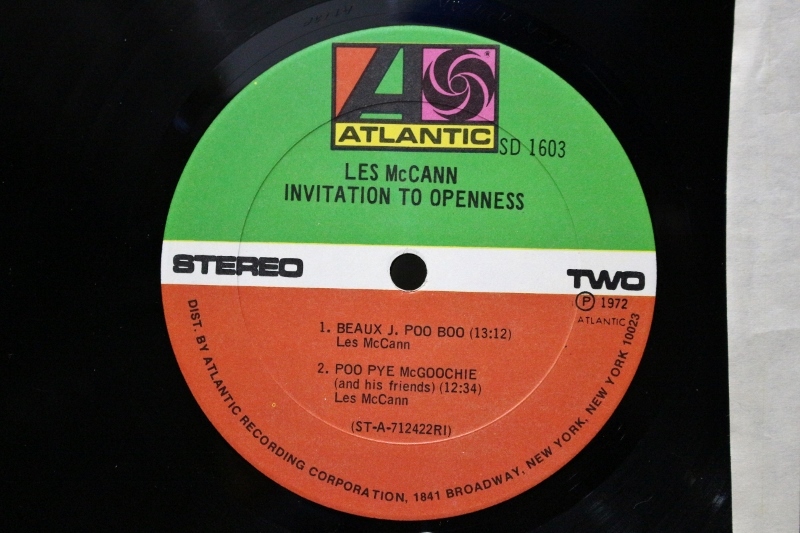 ATLANTIC
SD 1603
LES McCANN
INVITATION TO OPENNESS
STEREO
TWO
Ⓟ 1972
ATLANTIC
1. BEAUX J. POO BOO (13:12)
Les McCann
2. POO PYE McGOOCHIE
(and his friends) (12:34)
Les McCann
(ST-A-712422RI)
DIST. BY ATLANTIC RECORDING CORPORATION, 1841 BROADWAY, NEW YORK, NEW YORK 10023